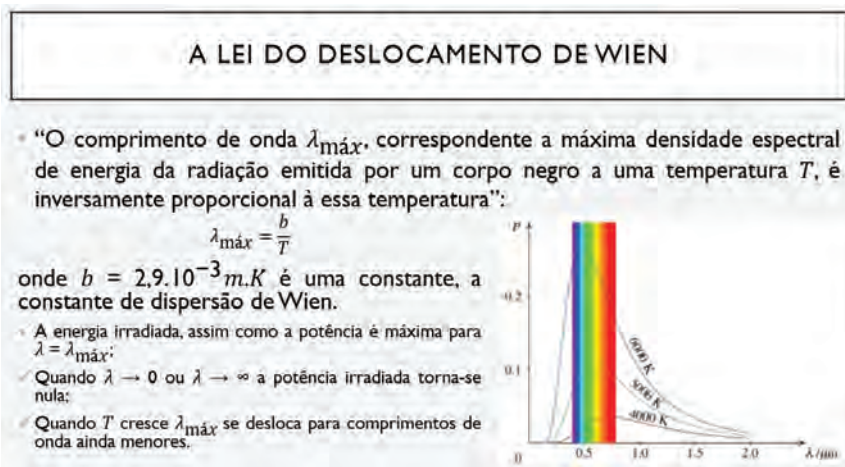 A LEI DO DESLOCAMENTO DE WIEN
"O comprimento de onda λmáx, correspondente a máxima densidade espectral
de energia da radiação emitida por um corpo negro a uma temperatura T, é
inversamente proporcional à essa temperatura":
λmáx = b/T
onde b = 2,9.10⁻³m.K é uma constante, a
constante de dispersão de Wien.
A energia irradiada, assim como a potência é máxima para
λ = λmáx;
✓ Quando λ → 0 ou λ → ∞ a potência irradiada torna-se
nula;
✓ Quando T cresce λmáx se desloca para comprimentos de
onda ainda menores.
P
0.2
0.1
6000 K
5000 K
4000 K
0 0.5 1.0 1.5 2.0 λ/μm